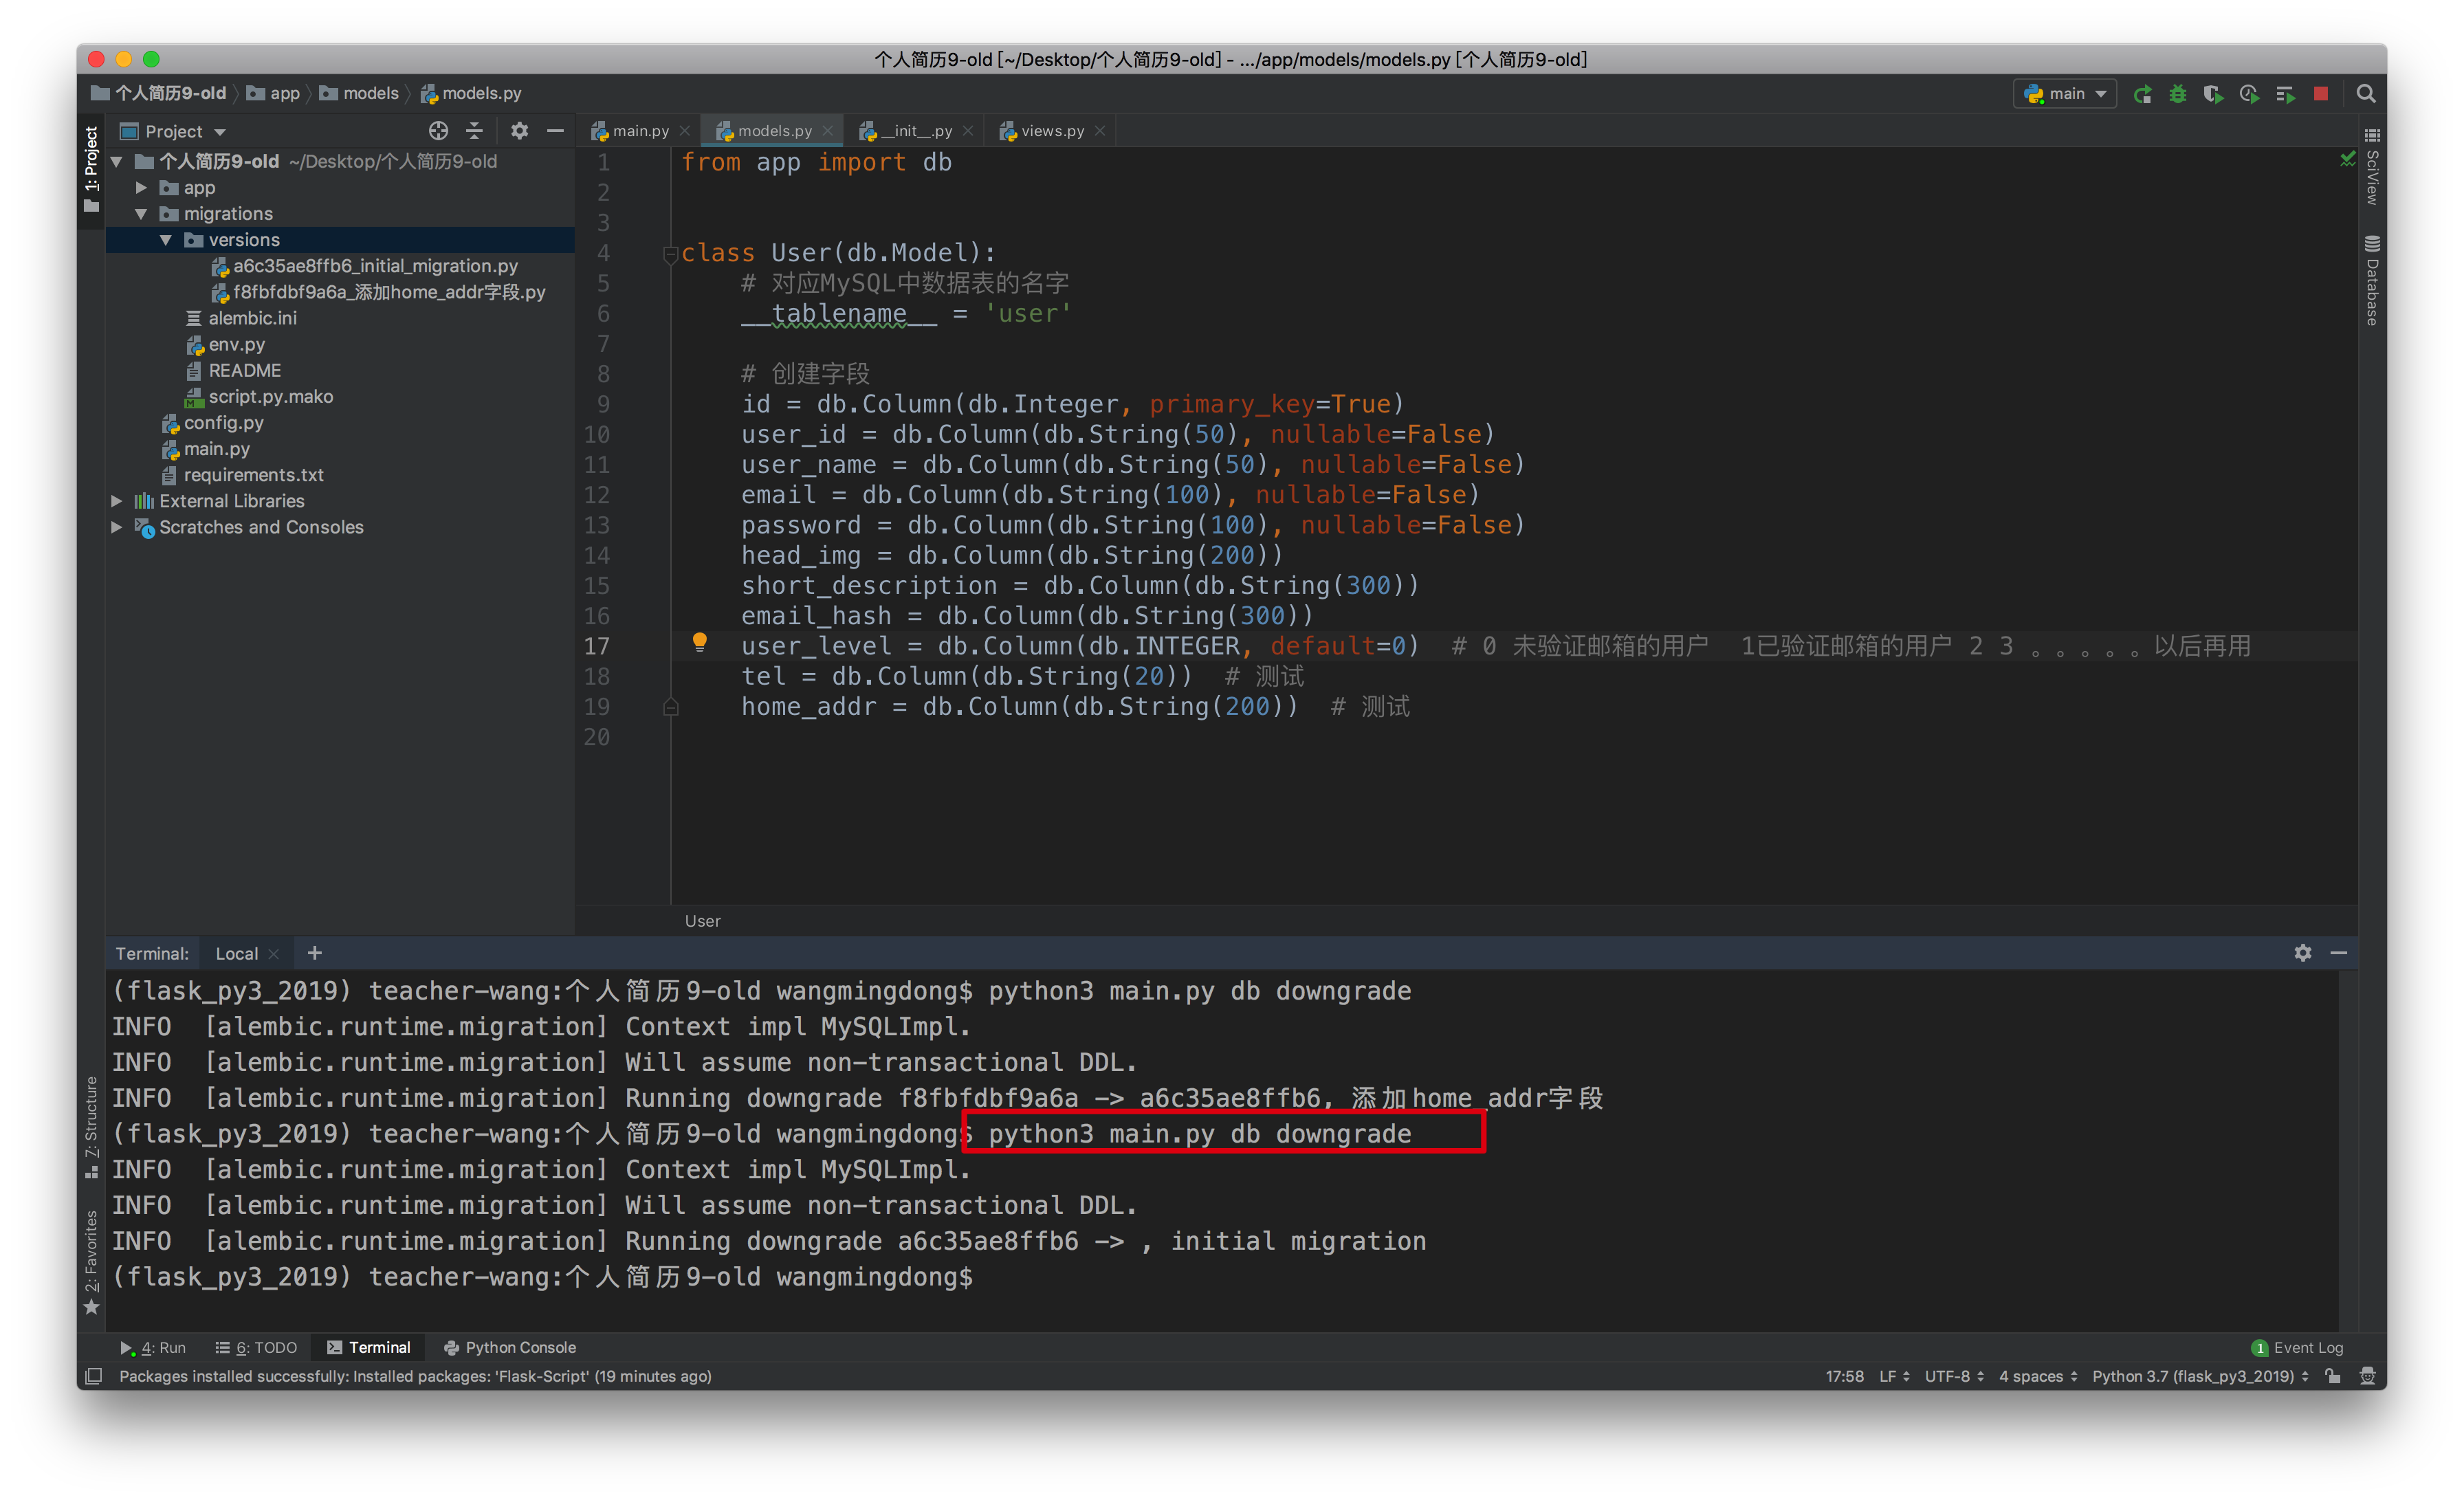 个人简历9-old [~/Desktop/个人简历9-old] - .../app/models/models.py [个人简历9-old]
个人简历9-old app models models.py main
1: Project
Project
main.py models.py __init__.py views.py
个人简历9-old ~/Desktop/个人简历9-old
app
migrations
versions
a6c35ae8ffb6_initial_migration.py
f8fbfdbf9a6a_添加home_addr字段.py
alembic.ini
env.py
README
script.py.mako
config.py
main.py
requirements.txt
External Libraries
Scratches and Consoles
1 from app import db
2
3
4 class User(db.Model):
5 # 对应MySQL中数据表的名字
6 __tablename__ = 'user'
7
8 # 创建字段
9 id = db.Column(db.Integer, primary_key=True)
10 user_id = db.Column(db.String(50), nullable=False)
11 user_name = db.Column(db.String(50), nullable=False)
12 email = db.Column(db.String(100), nullable=False)
13 password = db.Column(db.String(100), nullable=False)
14 head_img = db.Column(db.String(200))
15 short_description = db.Column(db.String(300))
16 email_hash = db.Column(db.String(300))
17 user_level = db.Column(db.INTEGER, default=0) # 0 未验证邮箱的用户 1已验证邮箱的用户 2 3 。。。。。以后再用
18 tel = db.Column(db.String(20)) # 测试
19 home_addr = db.Column(db.String(200)) # 测试
20
User
SciView
Database
Terminal: Local
(flask_py3_2019) teacher-wang:个人简历9-old wangmingdong$ python3 main.py db downgrade
INFO [alembic.runtime.migration] Context impl MySQLImpl.
INFO [alembic.runtime.migration] Will assume non-transactional DDL.
INFO [alembic.runtime.migration] Running downgrade f8fbfdbf9a6a -> a6c35ae8ffb6, 添加home_addr字段
(flask_py3_2019) teacher-wang:个人简历9-old wangmingdong$ python3 main.py db downgrade
INFO [alembic.runtime.migration] Context impl MySQLImpl.
INFO [alembic.runtime.migration] Will assume non-transactional DDL.
INFO [alembic.runtime.migration] Running downgrade a6c35ae8ffb6 -> , initial migration
(flask_py3_2019) teacher-wang:个人简历9-old wangmingdong$
Z: Structure
2: Favorites
4: Run 6: TODO Terminal Python Console 1 Event Log
Packages installed successfully: Installed packages: 'Flask-Script' (19 minutes ago) 17:58 LF UTF-8 4 spaces Python 3.7 (flask_py3_2019)